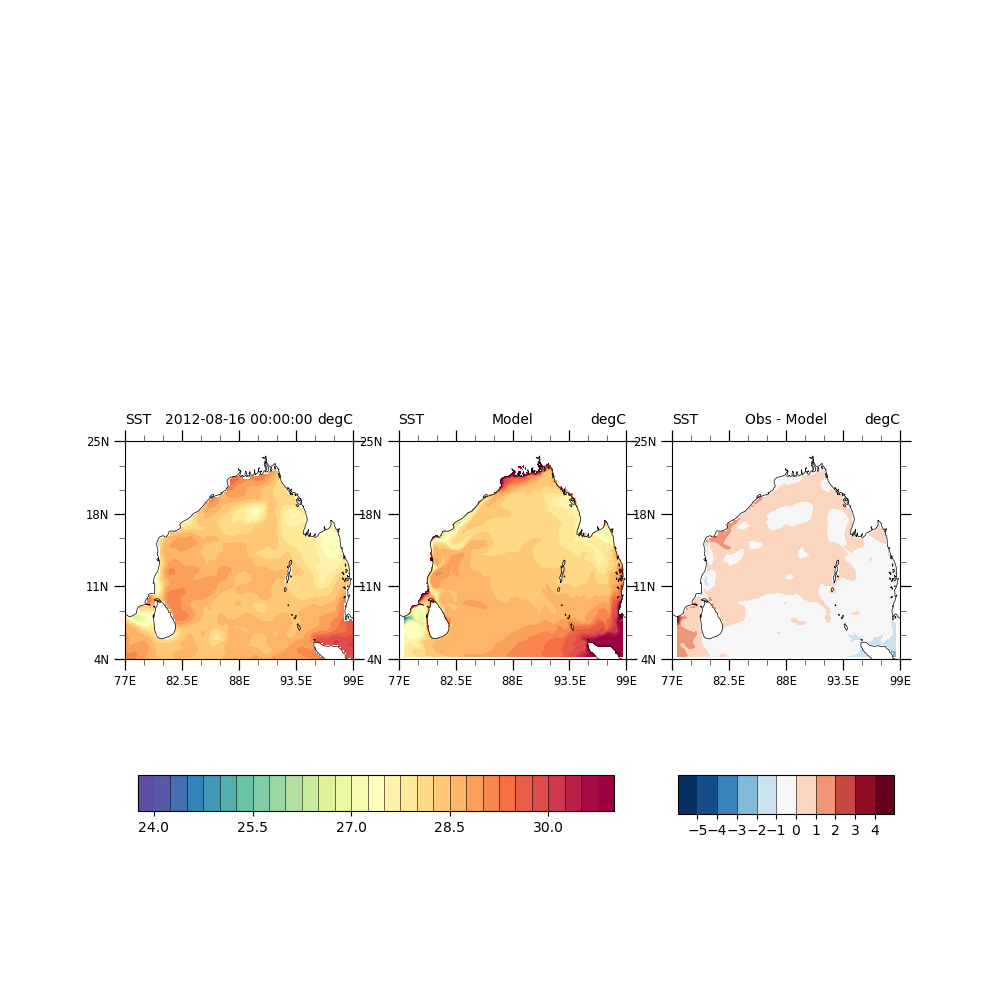 SST 2012-08-16 00:00:00 degC
SST Model degC
SST Obs - Model degC
25N
18N
11N
4N
77E 82.5E 88E 93.5E 99E
25N
18N
11N
4N
77E 82.5E 88E 93.5E 99E
25N
18N
11N
4N
77E 82.5E 88E 93.5E 99E
24.0 25.5 27.0 28.5 30.0
−5 −4 −3 −2 −1 0 1 2 3 4